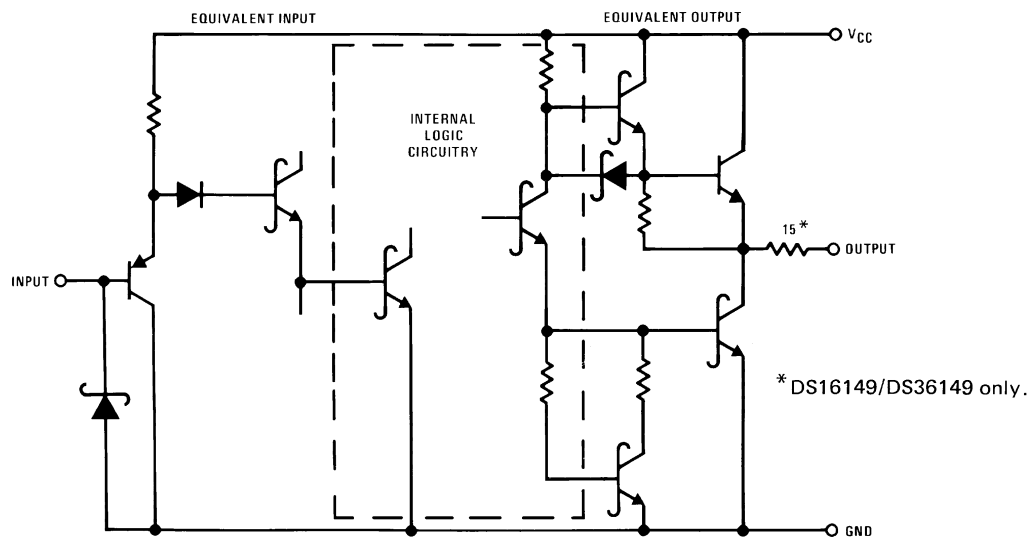 EQUIVALENT INPUT
EQUIVALENT OUTPUT
VCC
INTERNAL
LOGIC
CIRCUITRY
15*
OUTPUT
INPUT
* DS16149/DS36149 only.
GND